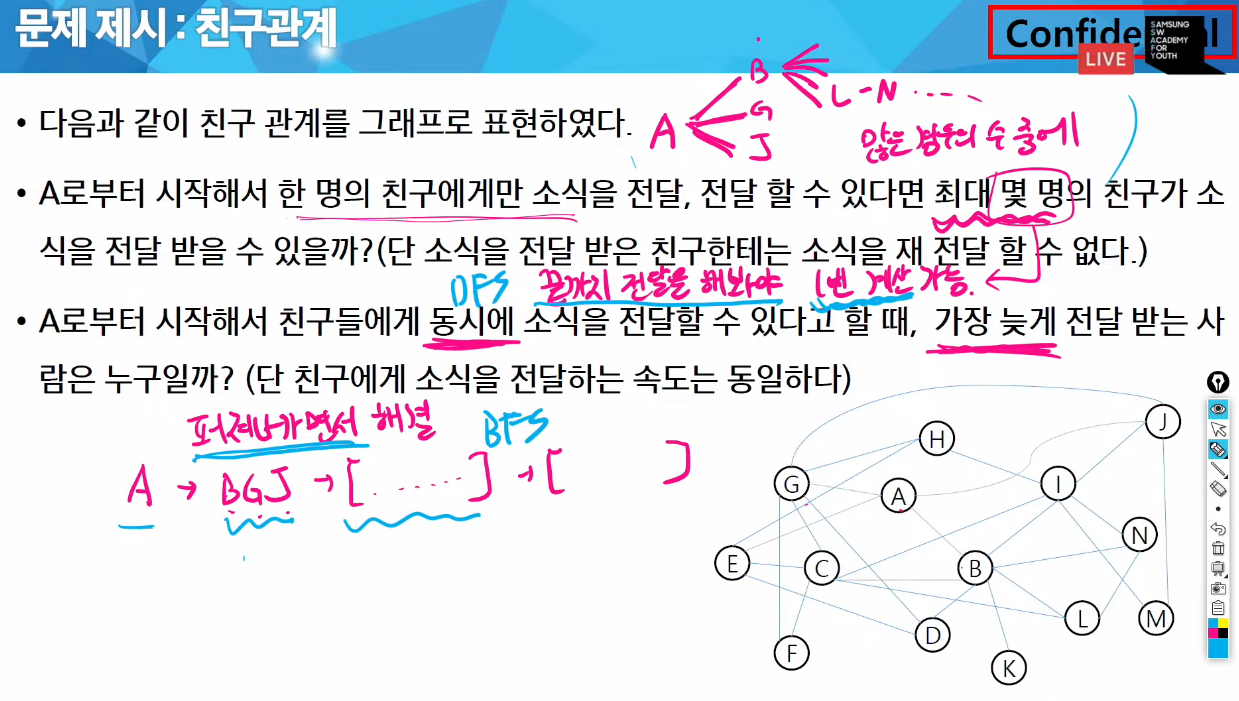 문제 제시 : 친구관계
Confide al
SAMSUNG
SW
ACADEMY
FOR
YOUTH
LIVE
• 다음과 같이 친구 관계를 그래프로 표현하였다.
A
B
G
J
L-N ....
많은 경우의 수 중에
• A로부터 시작해서 한 명의 친구에게만 소식을 전달, 전달 할 수 있다면 최대 몇 명의 친구가 소
식을 전달 받을 수 있을까?(단 소식을 전달 받은 친구한테는 소식을 재 전달 할 수 없다.)
DFS 끝까지 전달을 해봐야 1번 계산 가능.
• A로부터 시작해서 친구들에게 동시에 소식을 전달할 수 있다고 할 때, 가장 늦게 전달 받는 사
람은 누구일까? (단 친구에게 소식을 전달하는 속도는 동일하다)
퍼져나가면서 해결 BFS
A → BGJ → [ ...... ] → [ ]
J
H
G
A
I
N
E
C
B
L
M
D
F
K